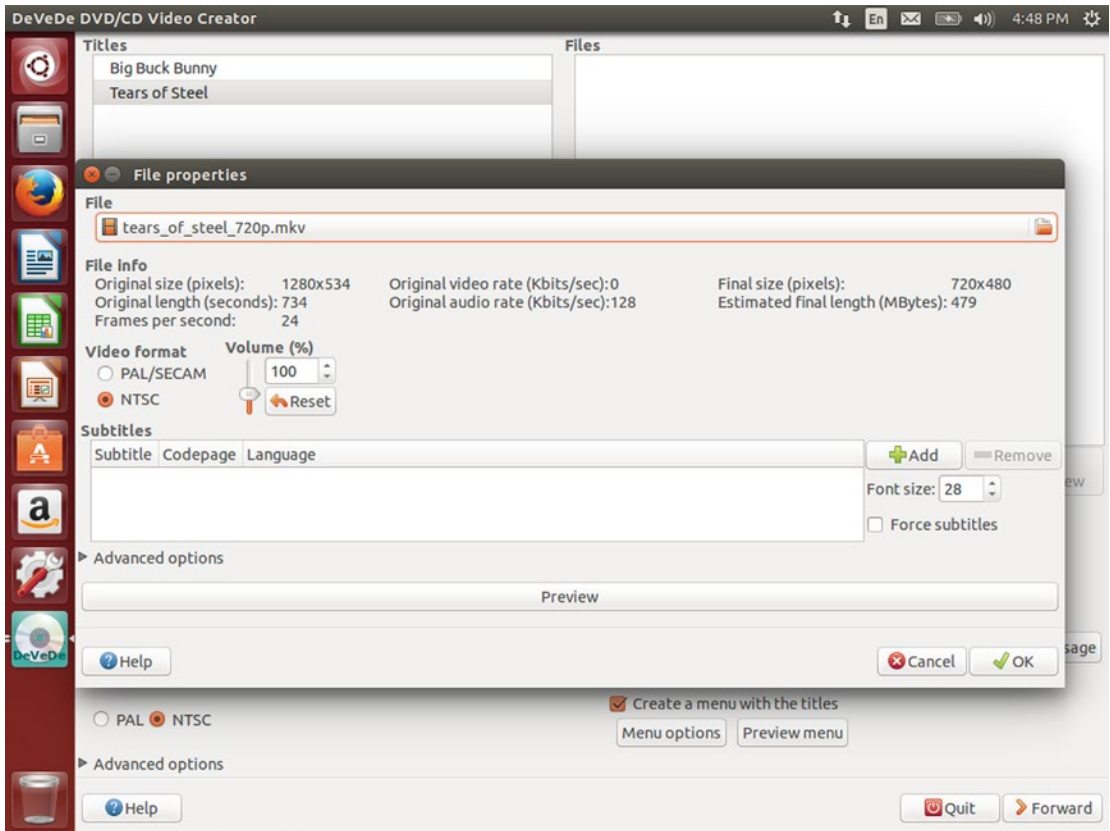 DeVeDe DVD/CD Video Creator
En
4:48 PM
Titles
Files
Big Buck Bunny
Tears of Steel
File properties
File
tears_of_steel_720p.mkv
File info
Original size (pixels): 1280x534 Original video rate (Kbits/sec):0 Final size (pixels): 720x480
Original length (seconds): 734 Original audio rate (Kbits/sec):128 Estimated final length (MBytes): 479
Frames per second: 24
Video format
Volume (%)
PAL/SECAM
100
NTSC
Reset
Subtitles
Subtitle Codepage Language
Add
Remove
ew
Font size: 28
Force subtitles
Advanced options
Preview
Help
Cancel
OK
sage
Create a menu with the titles
PAL NTSC
Menu options
Preview menu
Advanced options
Help
Quit
Forward
a
DeVeDe